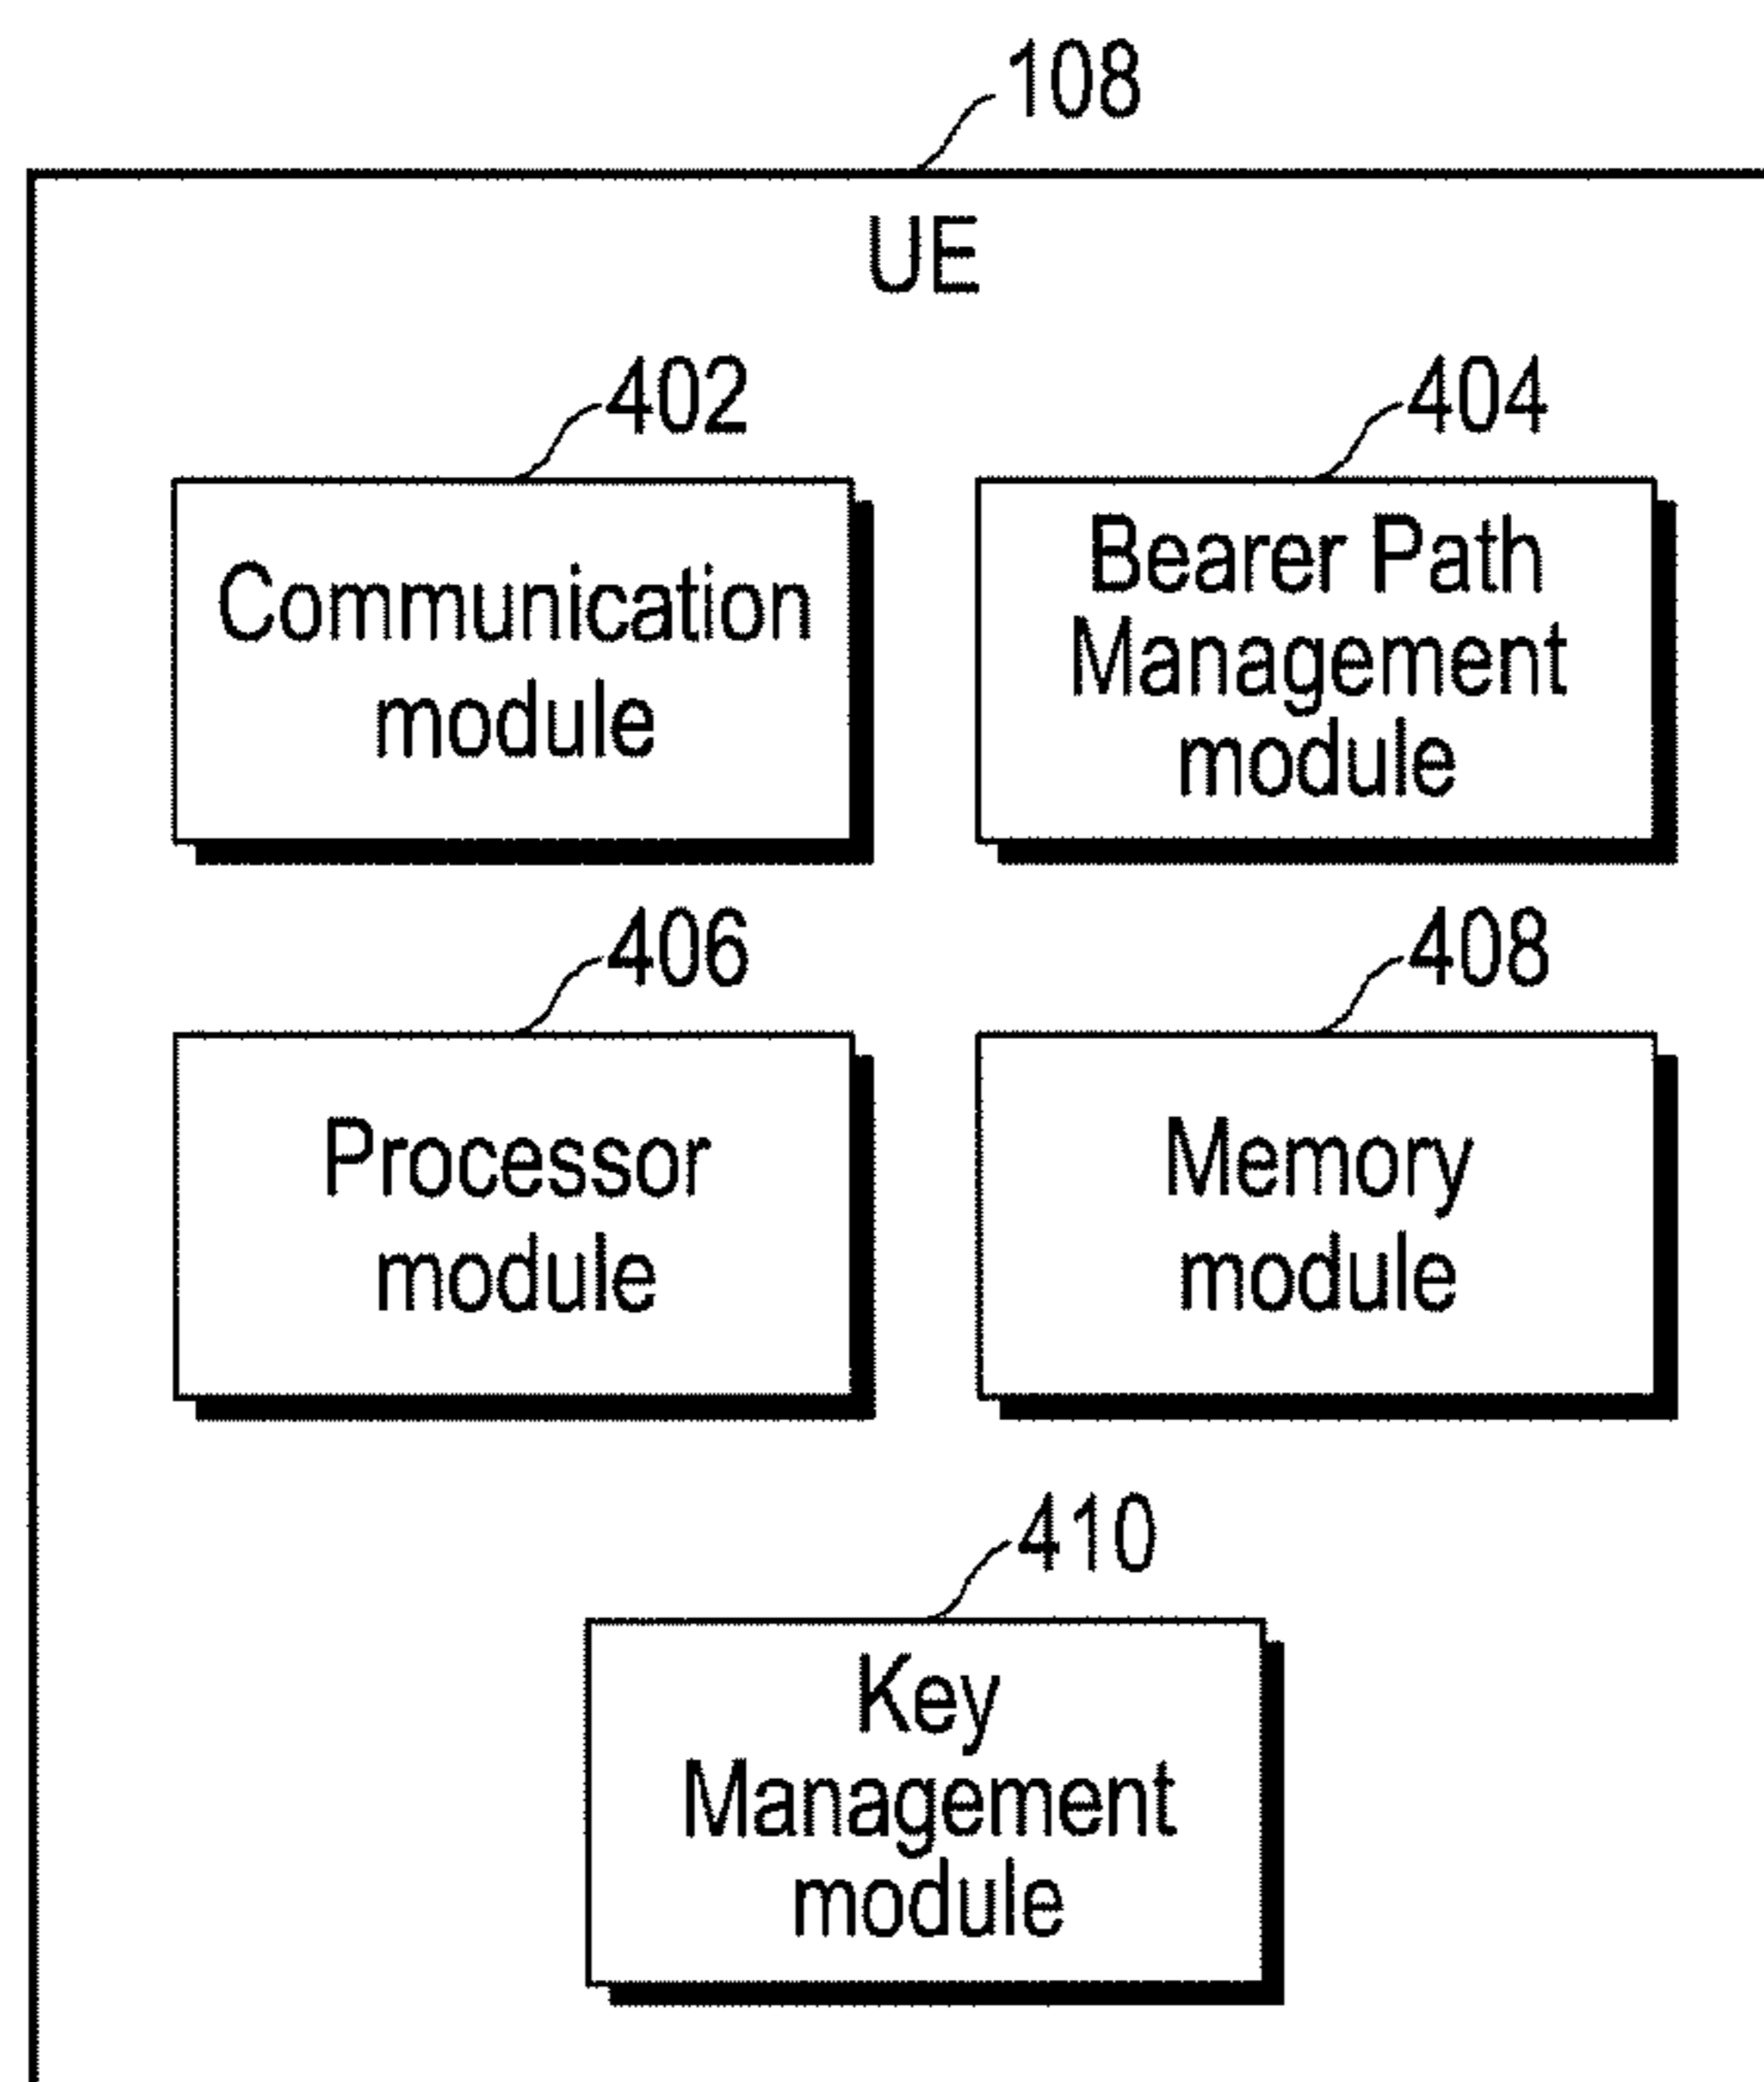 108
UE
402
404
Communication
module
Bearer Path
Management
module
406
408
Processor
module
Memory
module
410
Key
Management
module